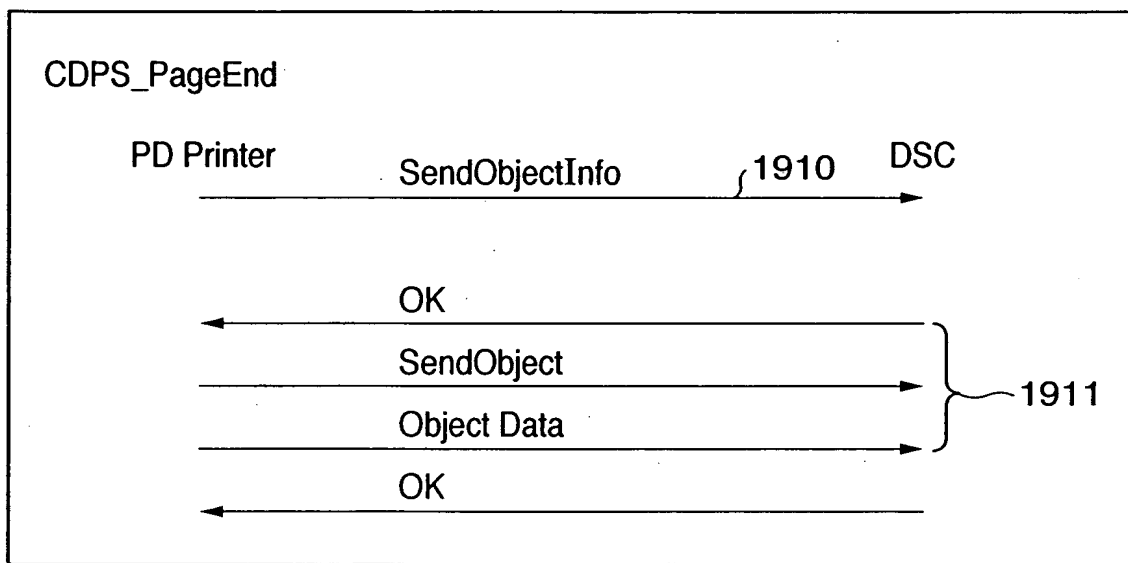 CDPS_PageEnd
PD Printer
DSC
SendObjectInfo
1910
OK
SendObject
1911
Object Data
OK